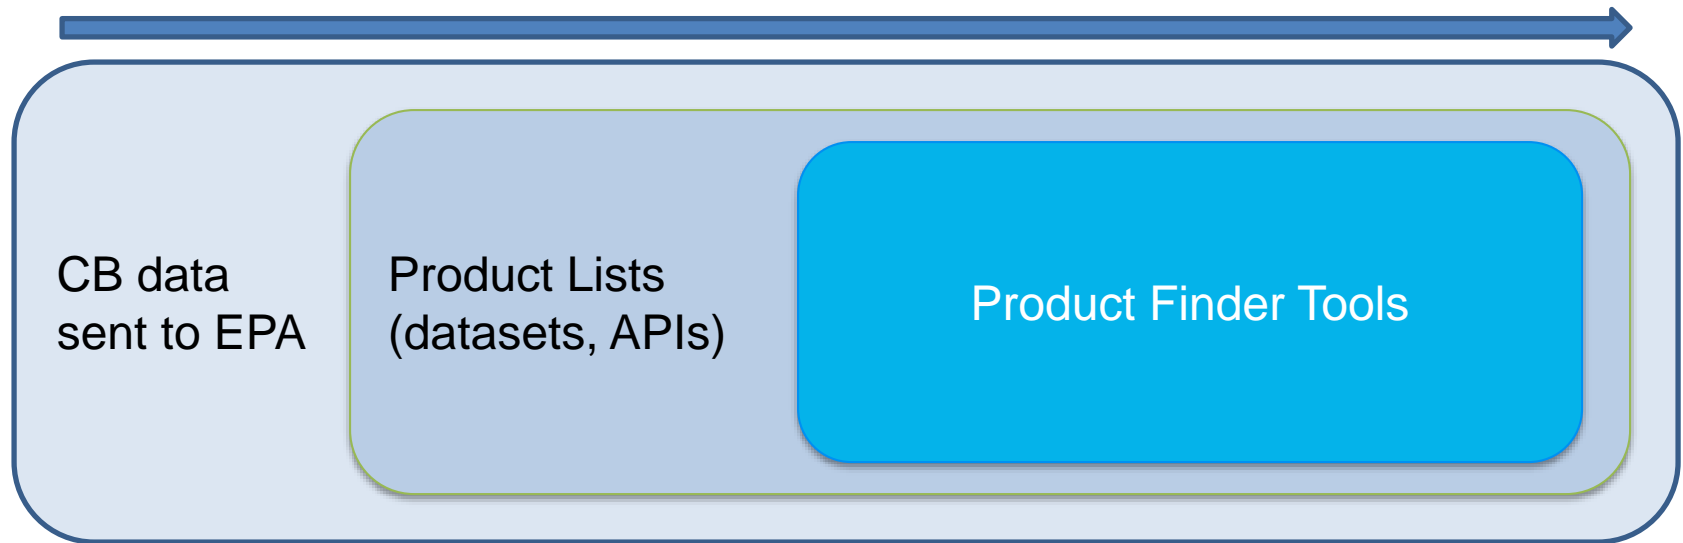 CB data
sent to EPA
Product Lists
(datasets, APIs)
Product Finder Tools